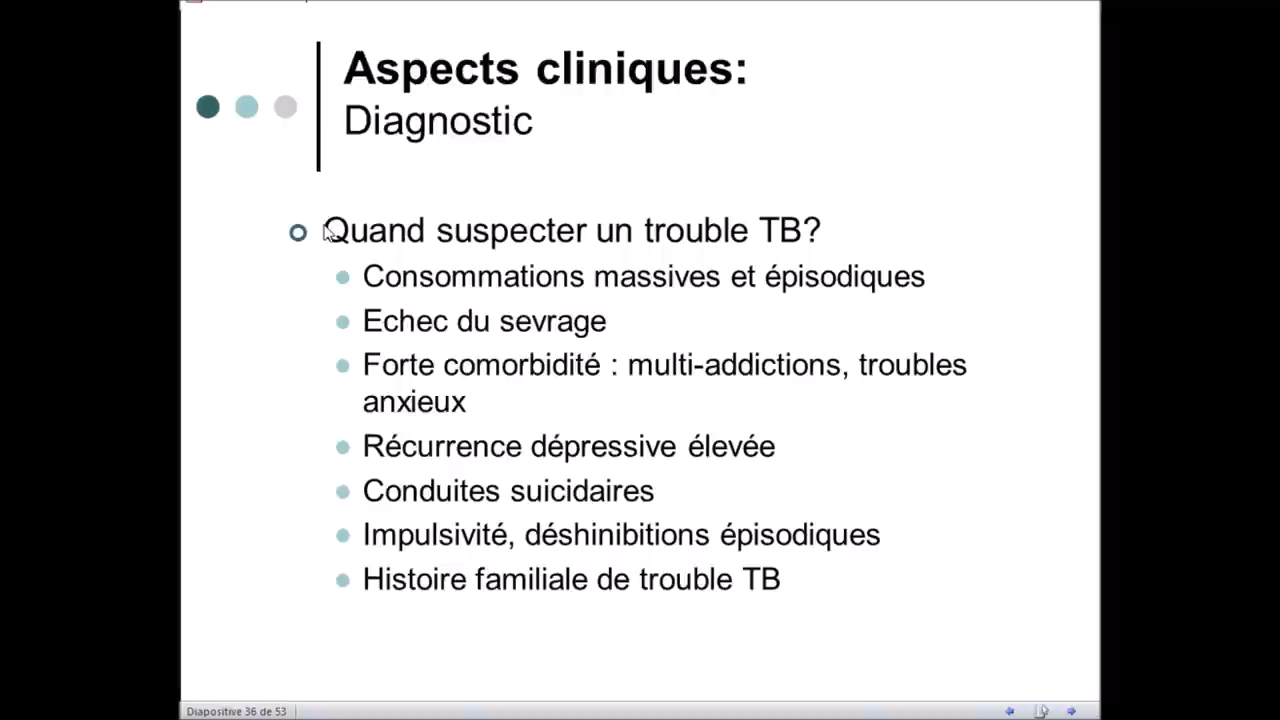 Aspects cliniques:
Diagnostic
Quand suspecter un trouble TB?
Consommations massives et épisodiques
Echec du sevrage
Forte comorbidité : multi-addictions, troubles
anxieux
Récurrence dépressive élevée
Conduites suicidaires
Impulsivité, déshinibitions épisodiques
Histoire familiale de trouble TB
Diapositive 36 de 53